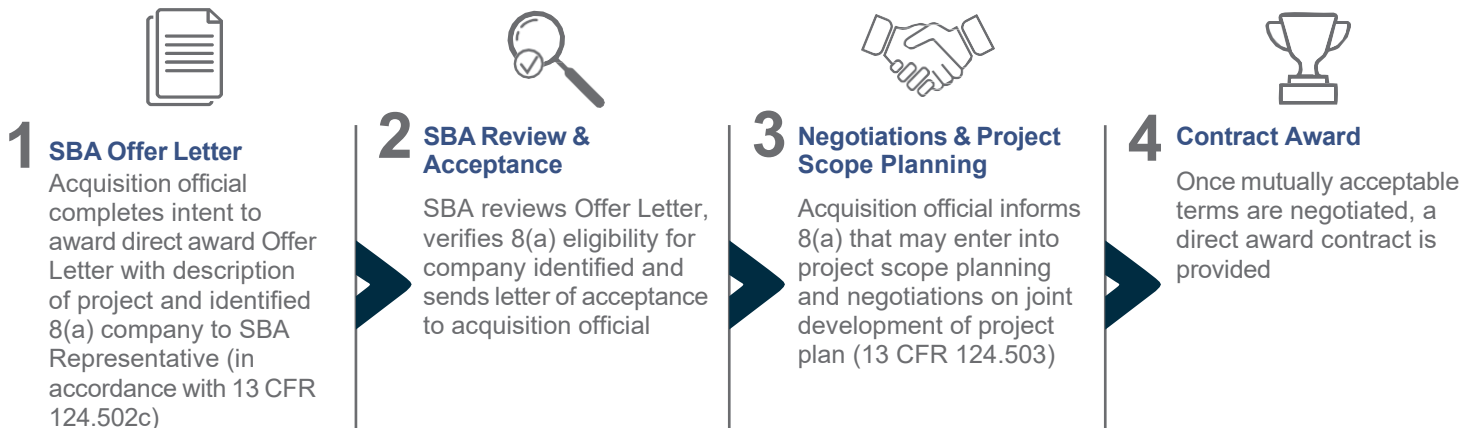 1 SBA Offer Letter
Acquisition official
completes intent to
award direct award Offer
Letter with description
of project and identified
8(a) company to SBA
Representative (in
accordance with 13 CFR
124.502c)
2 SBA Review &
Acceptance
SBA reviews Offer Letter,
verifies 8(a) eligibility for
company identified and
sends letter of acceptance
to acquisition official
3 Negotiations & Project
Scope Planning
Acquisition official informs
8(a) that may enter into
project scope planning
and negotiations on joint
development of project
plan (13 CFR 124.503)
4 Contract Award
Once mutually acceptable
terms are negotiated, a
direct award contract is
provided